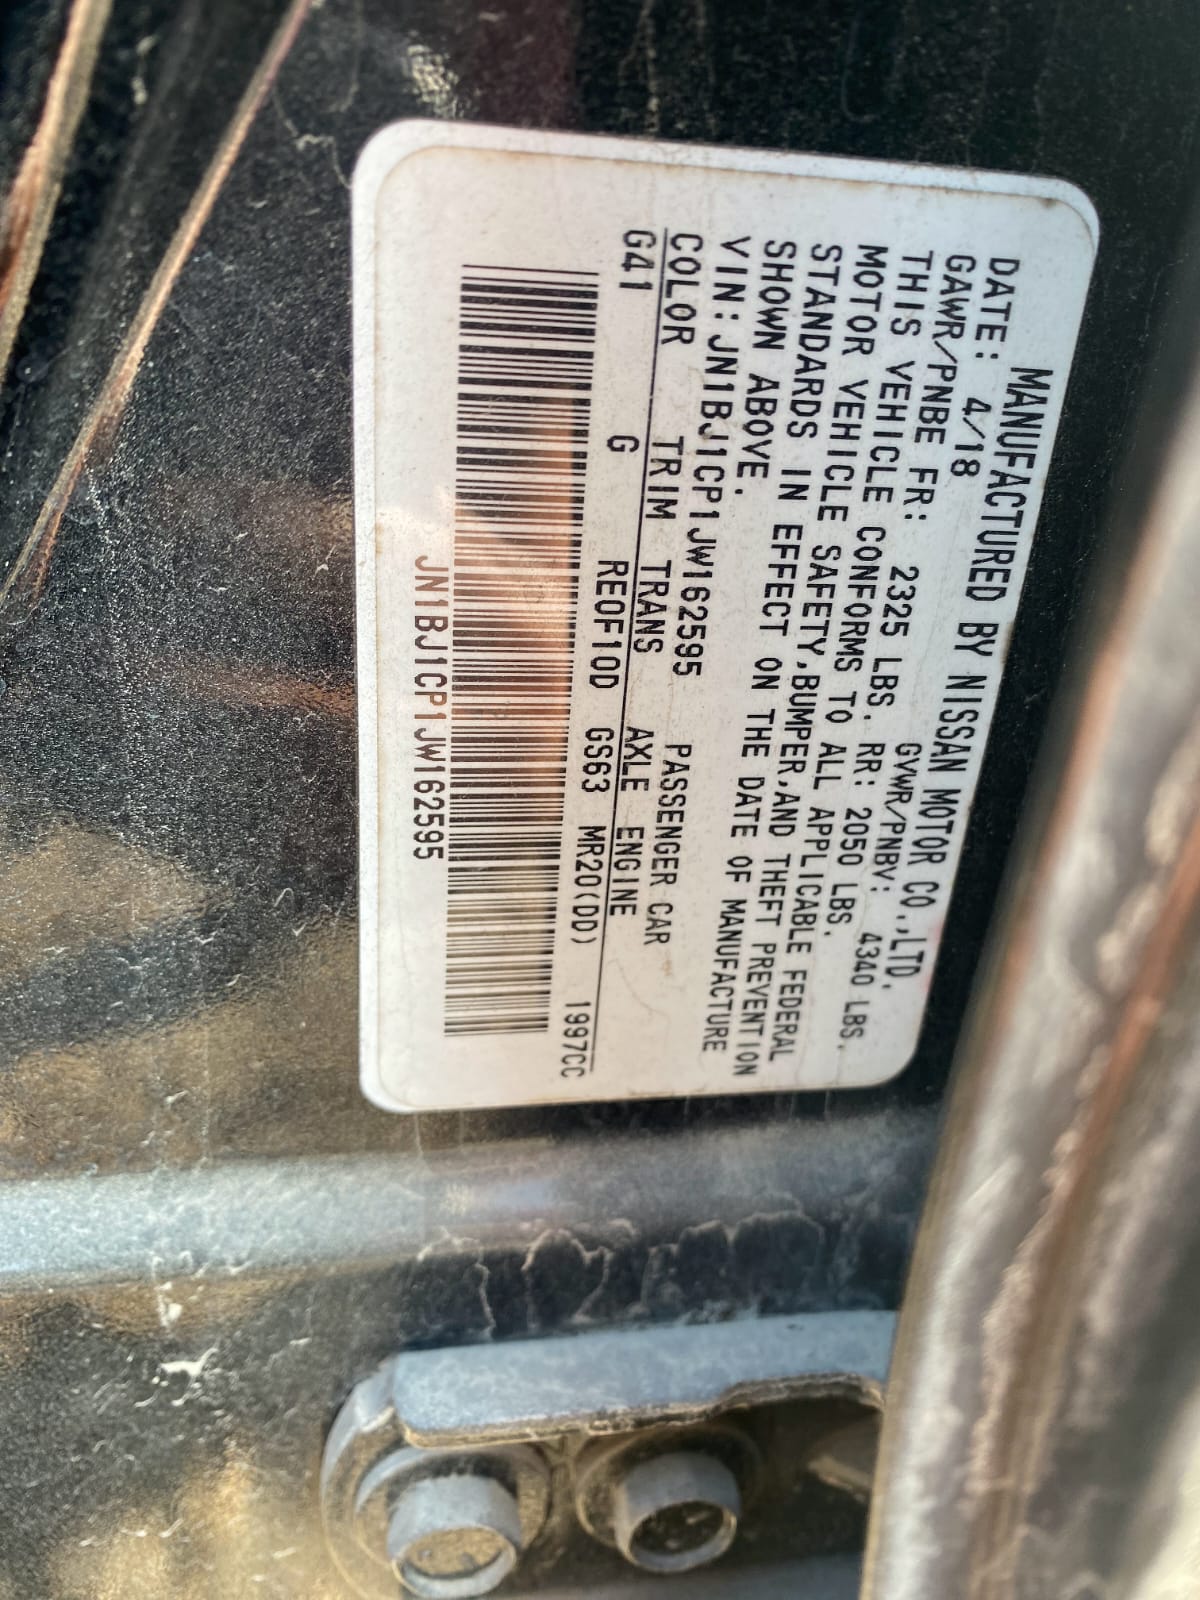 MANUFACTURED BY NISSAN MOTOR CO.,LTD.
DATE: 4/18 GVWR/PNBV: 4340 LBS.
GAWR/PNBE FR: 2325 LBS. RR: 2050 LBS.
THIS VEHICLE CONFORMS TO ALL APPLICABLE FEDERAL
MOTOR VEHICLE SAFETY,BUMPER,AND THEFT PREVENTION
STANDARDS IN EFFECT ON THE DATE OF MANUFACTURE
SHOWN ABOVE.
VIN: JN1BJ1CP1JW162595 PASSENGER CAR
COLOR TRIM TRANS AXLE ENGINE
G41 G RE0F10D GS63 MR20(DD) 1997CC
JN1BJ1CP1JW162595